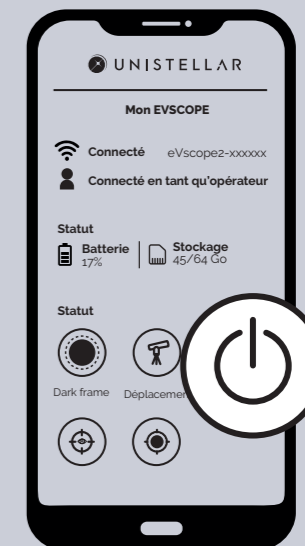 UNISTELLAR
Mon EVSCOPE
Connecté eVscope2-xxxxxx
Connecté en tant qu'opérateur
Statut
Batterie
17%
Stockage
45/64 Go
Statut
Dark frame Déplacemen